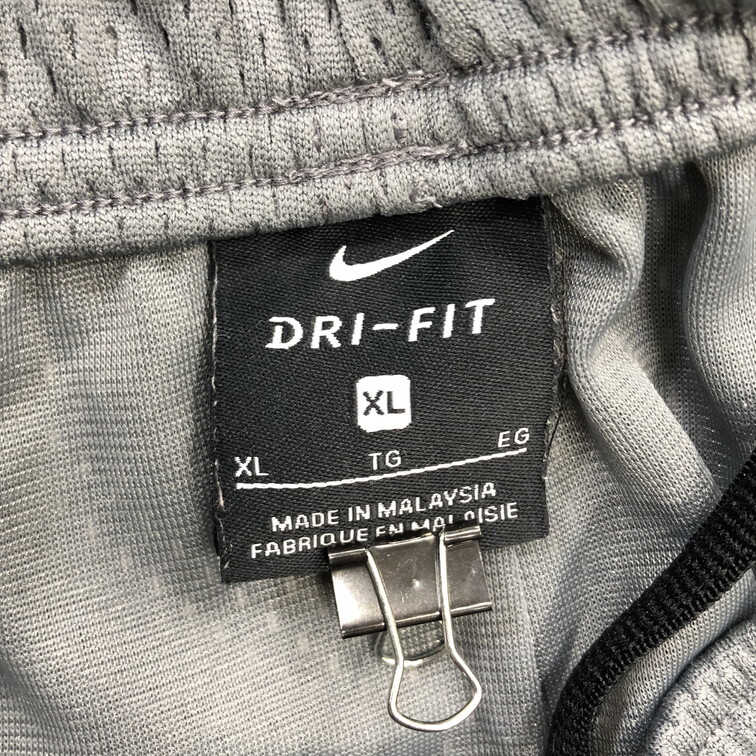 DRI-FIT
XL
XL TG EG
MADE IN MALAYSIA
FABRIQUE EN MALAISIE